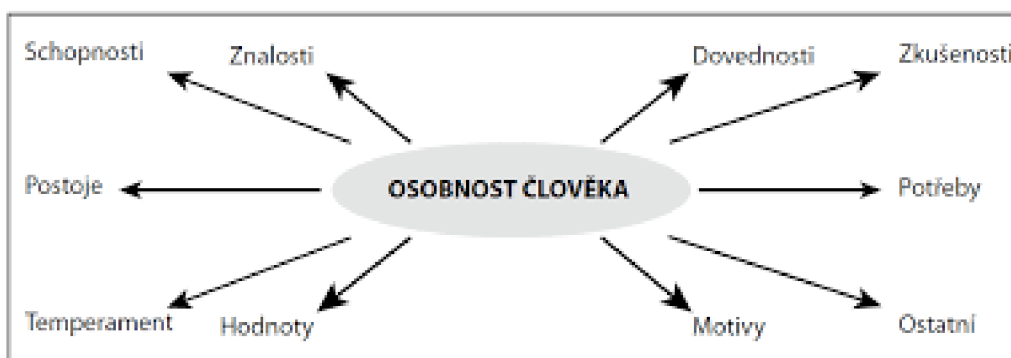 Schopnosti
Znalosti
Dovednosti
Zkušenosti
Postoje
OSOBNOST ČLOVĚKA
Potřeby
Temperament
Hodnoty
Motivy
Ostatní